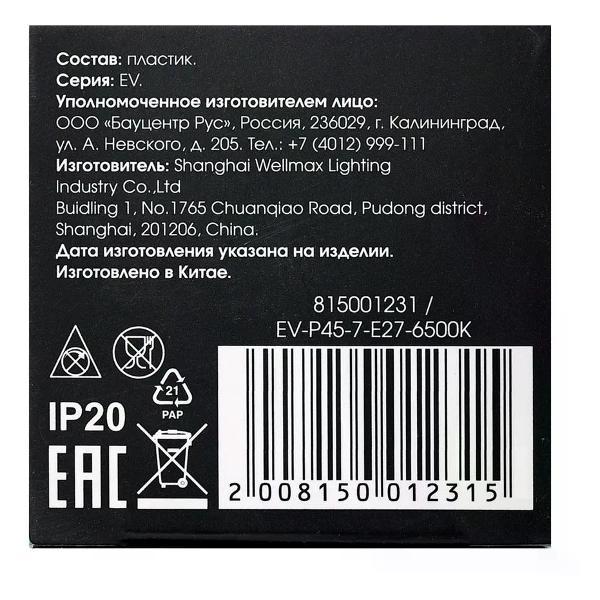 Состав: пластик.
Серия: EV.
Уполномоченное изготовителем лицо:
ООО «Бауцентр Рус», Россия, 236029, г. Калининград,
ул. А. Невского, д. 205. Тел.: +7 (4012) 999-111
Изготовитель: Shanghai Wellmax Lighting
Industry Co.,Ltd
Buidling 1, No.1765 Chuanqiao Road, Pudong district,
Shanghai, 201206, China.
Дата изготовления указана на изделии.
Изготовлено в Китае.
815001231 /
EV-P45-7-E27-6500K
21
PAP
IP20
EAC
2 008150 012315